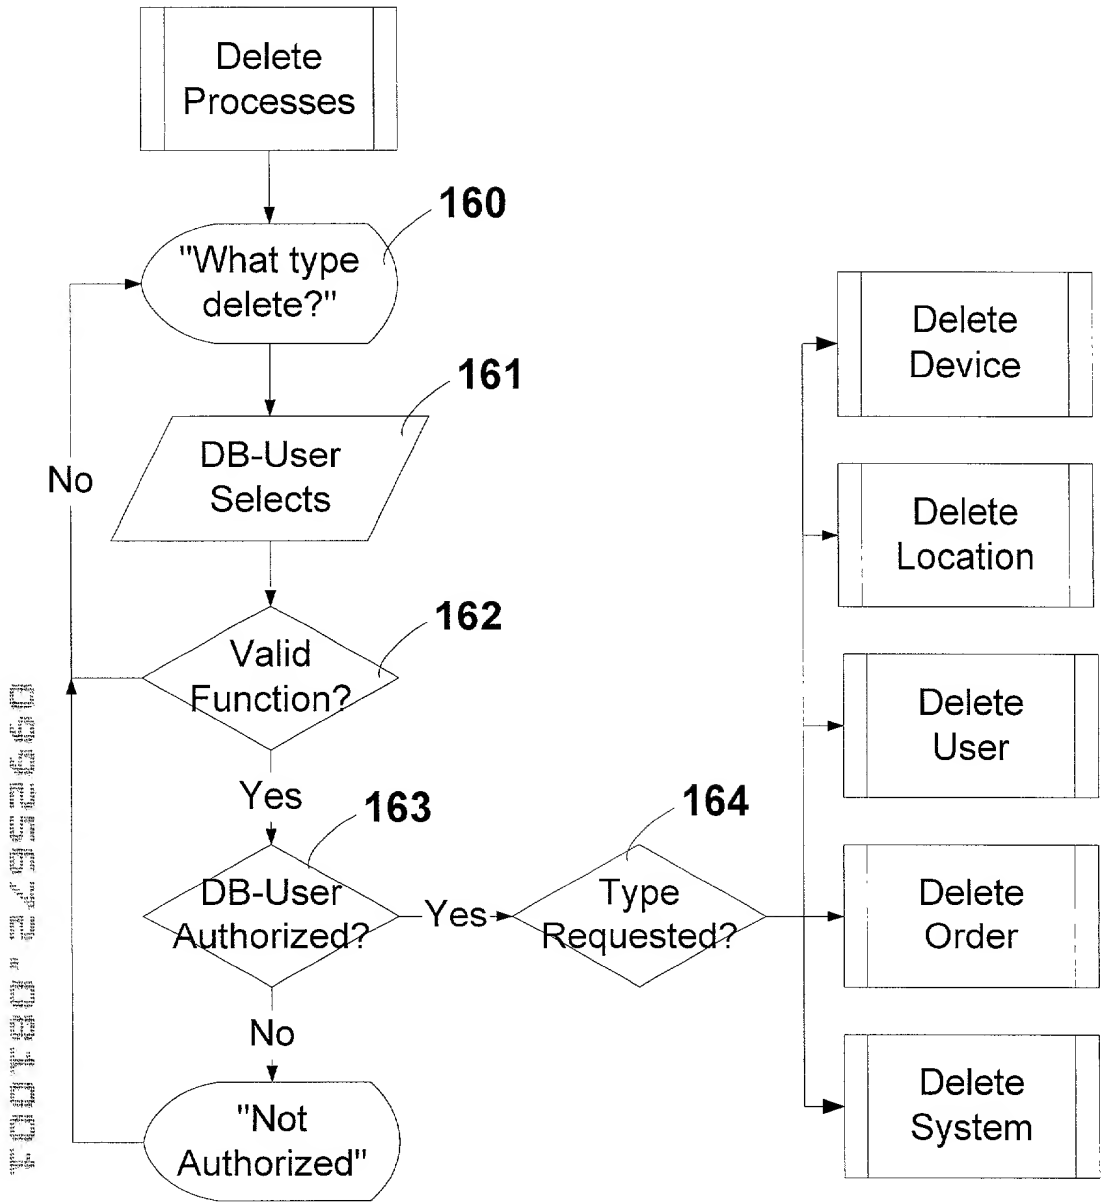 Delete
Processes
160
"What type
delete?"
161
DB-User
Selects
No
162
Valid
Function?
Yes
163
DB-User
Authorized?
Yes
164
Type
Requested?
No
"Not
Authorized"
Delete
Device
Delete
Location
Delete
User
Delete
Order
Delete
System